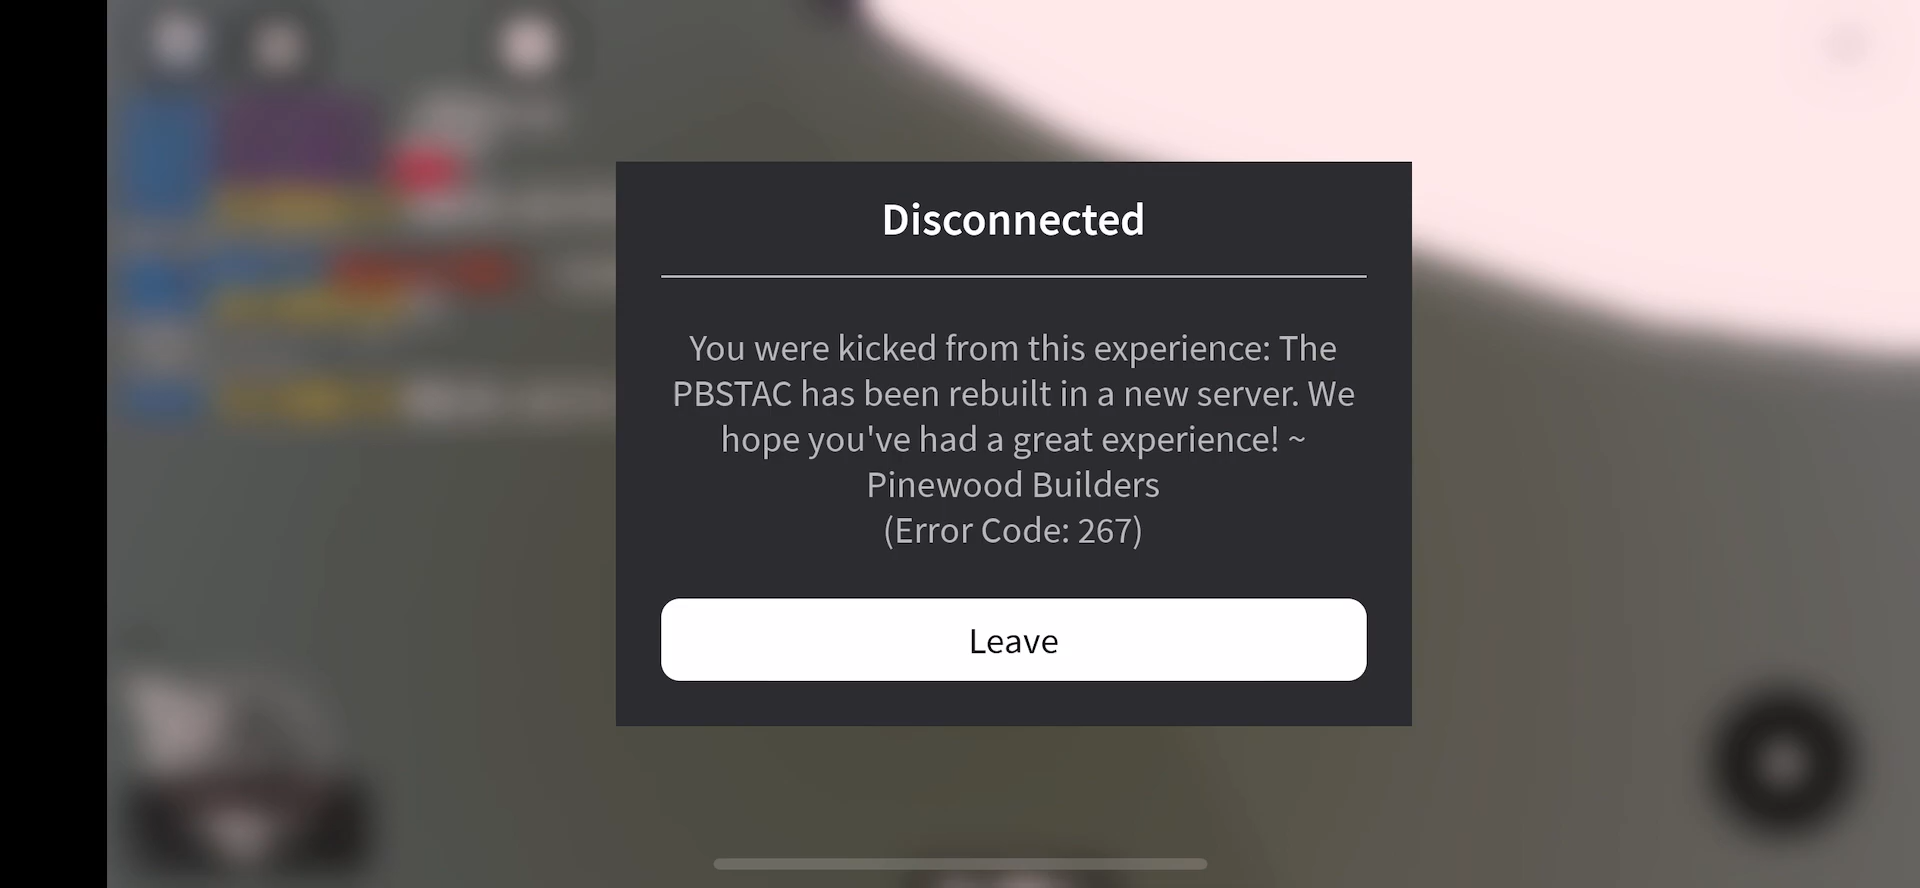 Disconnected
You were kicked from this experience: The
PBSTAC has been rebuilt in a new server. We
hope you've had a great experience! ~
Pinewood Builders
(Error Code: 267)
Leave